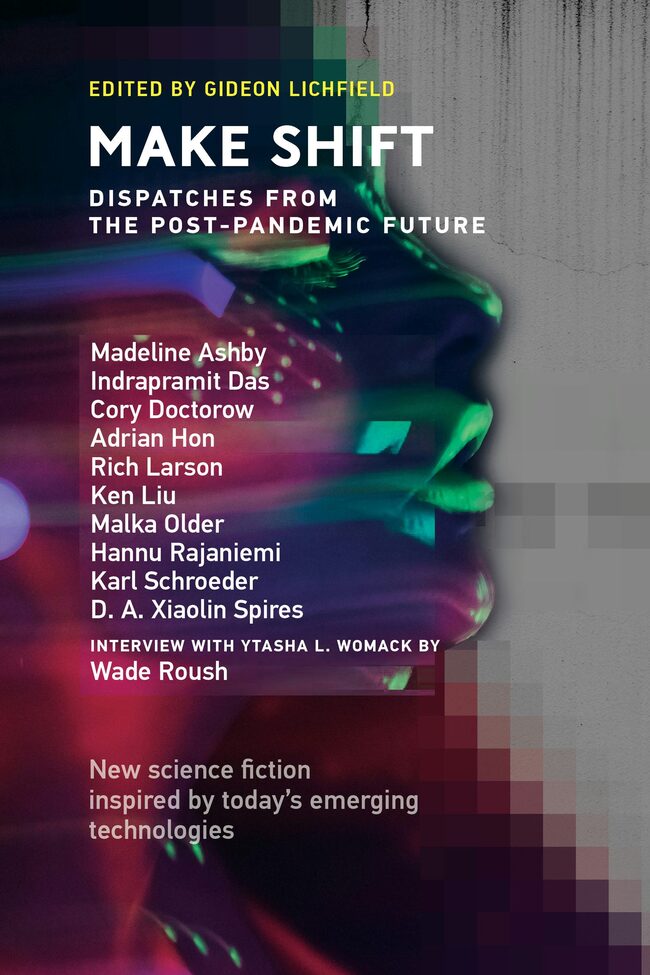 EDITED BY GIDEON LICHFIELD
MAKE SHIFT
DISPATCHES FROM
THE POST-PANDEMIC FUTURE
Madeline Ashby
Indrapramit Das
Cory Doctorow
Adrian Hon
Rich Larson
Ken Liu
Malka Older
Hannu Rajaniemi
Karl Schroeder
D. A. Xiaolin Spires
INTERVIEW WITH YTASHA L. WOMACK BY
Wade Roush
New science fiction
inspired by today’s emerging
technologies